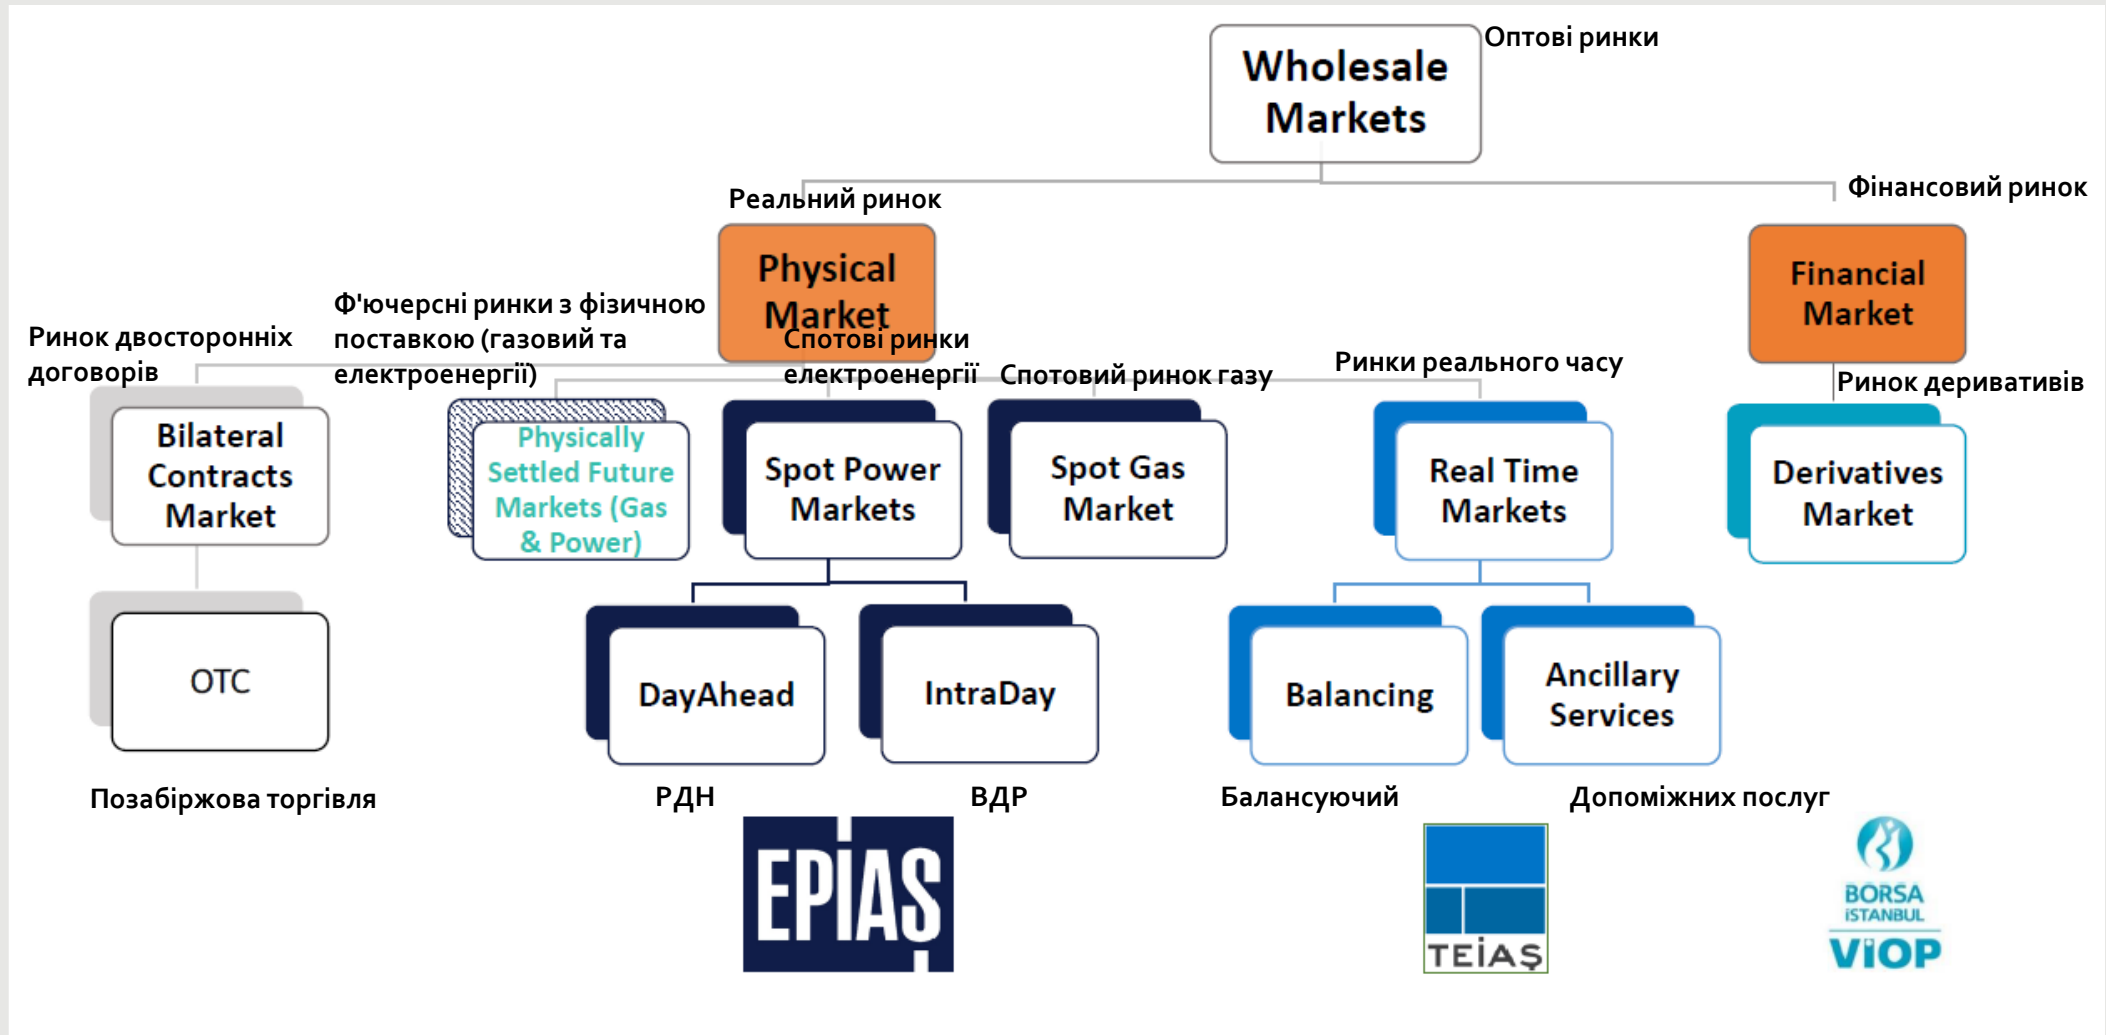 Оптові ринки
Wholesale
Markets
Реальний ринок
Фінансовий ринок
Physical
Market
Financial
Market
Ринок двосторонніх
договорів
Ф'ючерсні ринки з фізичною
поставкою (газовий та
електроенергії)
Спотові ринки
електроенергії
Спотовий ринок газу
Ринки реального часу
Ринок деривативів
Bilateral
Contracts
Market
Physically
Settled Future
Markets (Gas
& Power)
Spot Power
Markets
Spot Gas
Market
Real Time
Markets
Derivatives
Market
OTC
DayAhead
IntraDay
Balancing
Ancillary
Services
Позабіржова торгівля
РДН
ВДР
Балансуючий
Допоміжних послуг
EPİAŞ
TEİAŞ
BORSA
İSTANBUL
VİOP